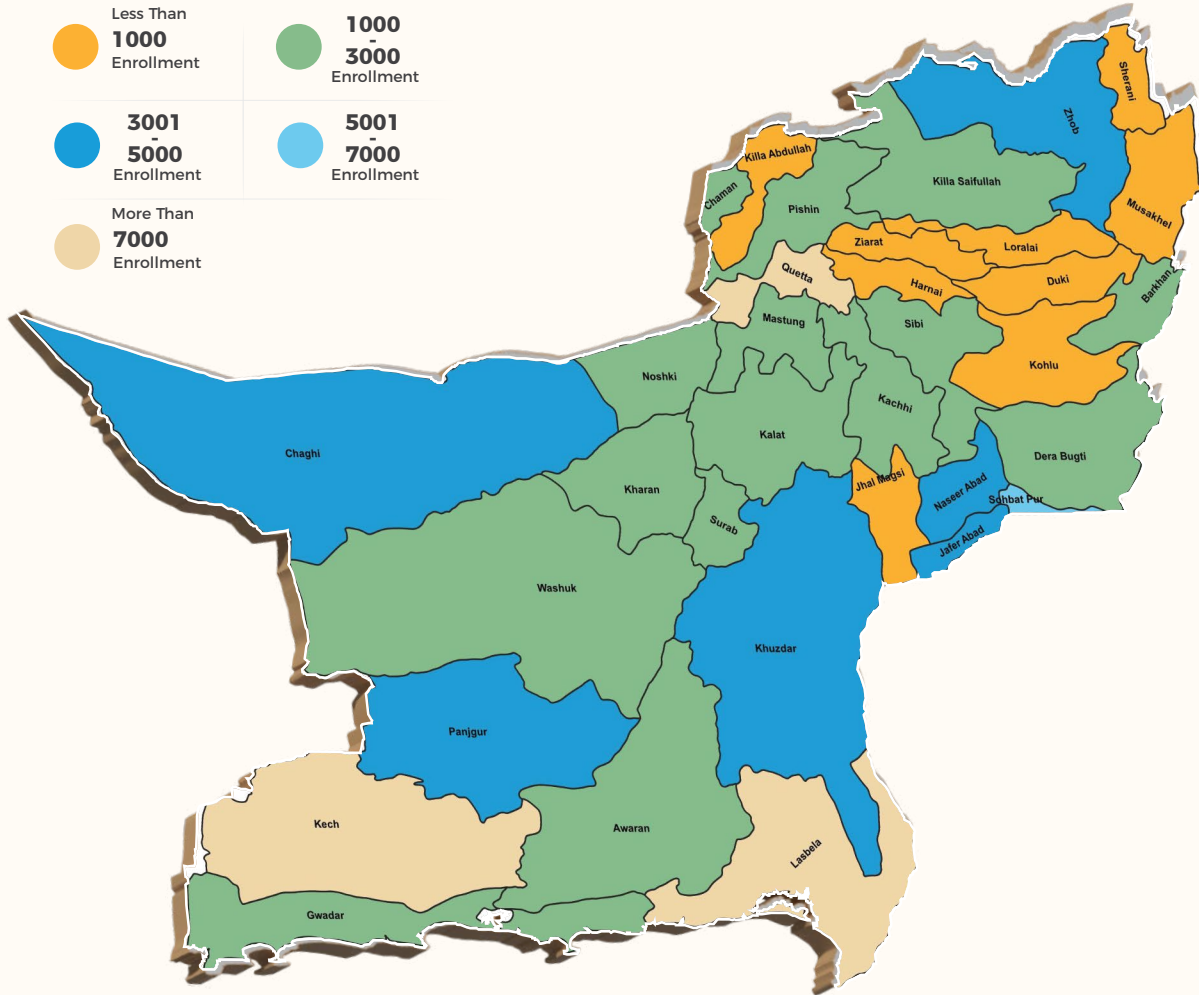 Less Than
1000
Enrollment
1000
-
3000
Enrollment
3001
-
5000
Enrollment
5001
-
7000
Enrollment
More Than
7000
Enrollment
Sherani
Zhob
Killa Abdullah
Killa Saifullah
Chaman
Pishin
Musakhel
Ziarat
Loralai
Quetta
Harnai
Duki
Barkhan
Mastung
Sibi
Kohlu
Noshki
Kachhi
Kalat
Chaghi
Dera Bugti
Jhal Magsi
Kharan
Naseer Abad
Sohbat Pur
Surab
Jafer Abad
Washuk
Khuzdar
Panjgur
Kech
Awaran
Lasbela
Gwadar